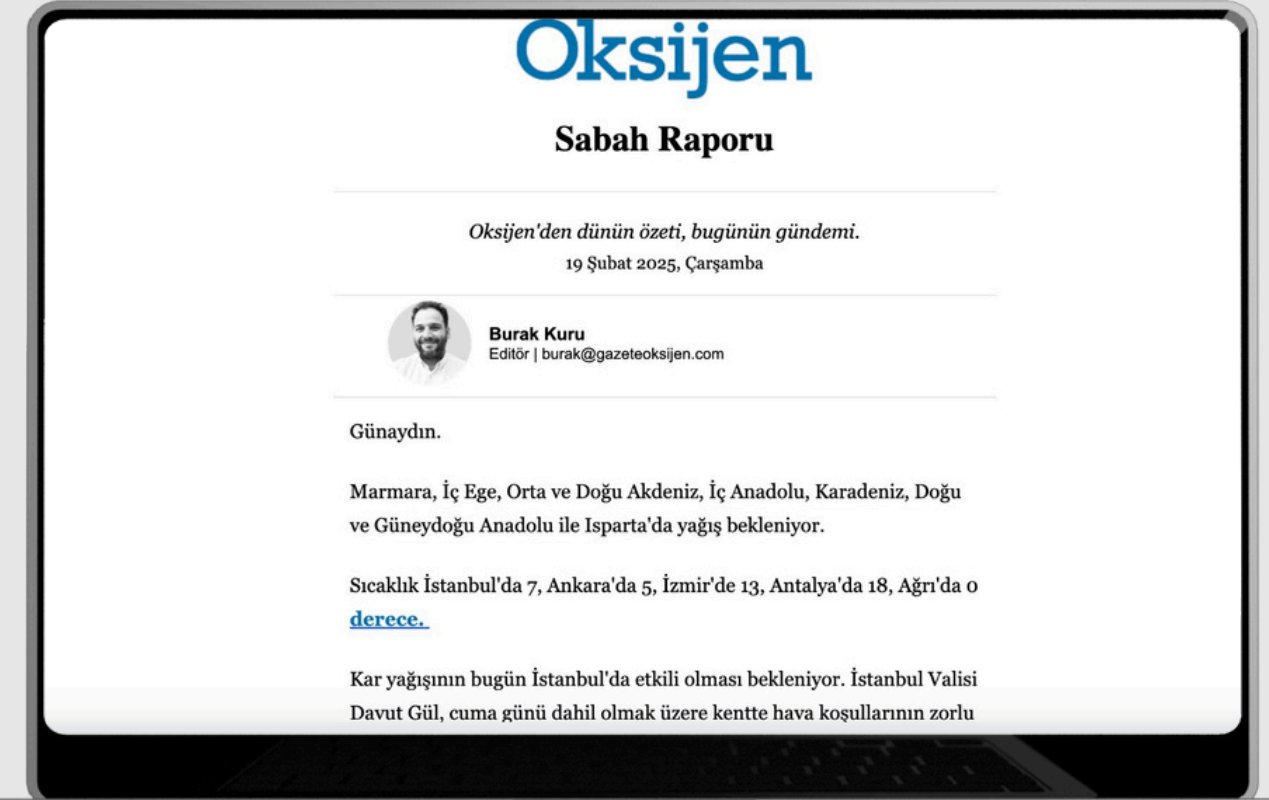 Oksijen
Sabah Raporu
Oksijen'den dünün özeti, bugünün gündemi.
19 Şubat 2025, Çarşamba
Burak Kuru
Editör | burak@gazeteoksijen.com
Günaydın.
Marmara, İç Ege, Orta ve Doğu Akdeniz, İç Anadolu, Karadeniz, Doğu
ve Güneydoğu Anadolu ile Isparta'da yağış bekleniyor.
Sıcaklık İstanbul'da 7, Ankara'da 5, İzmir'de 13, Antalya'da 18, Ağrı'da 0
derece.
Kar yağışının bugün İstanbul'da etkili olması bekleniyor. İstanbul Valisi
Davut Gül, cuma günü dahil olmak üzere kentte hava koşullarının zorlu